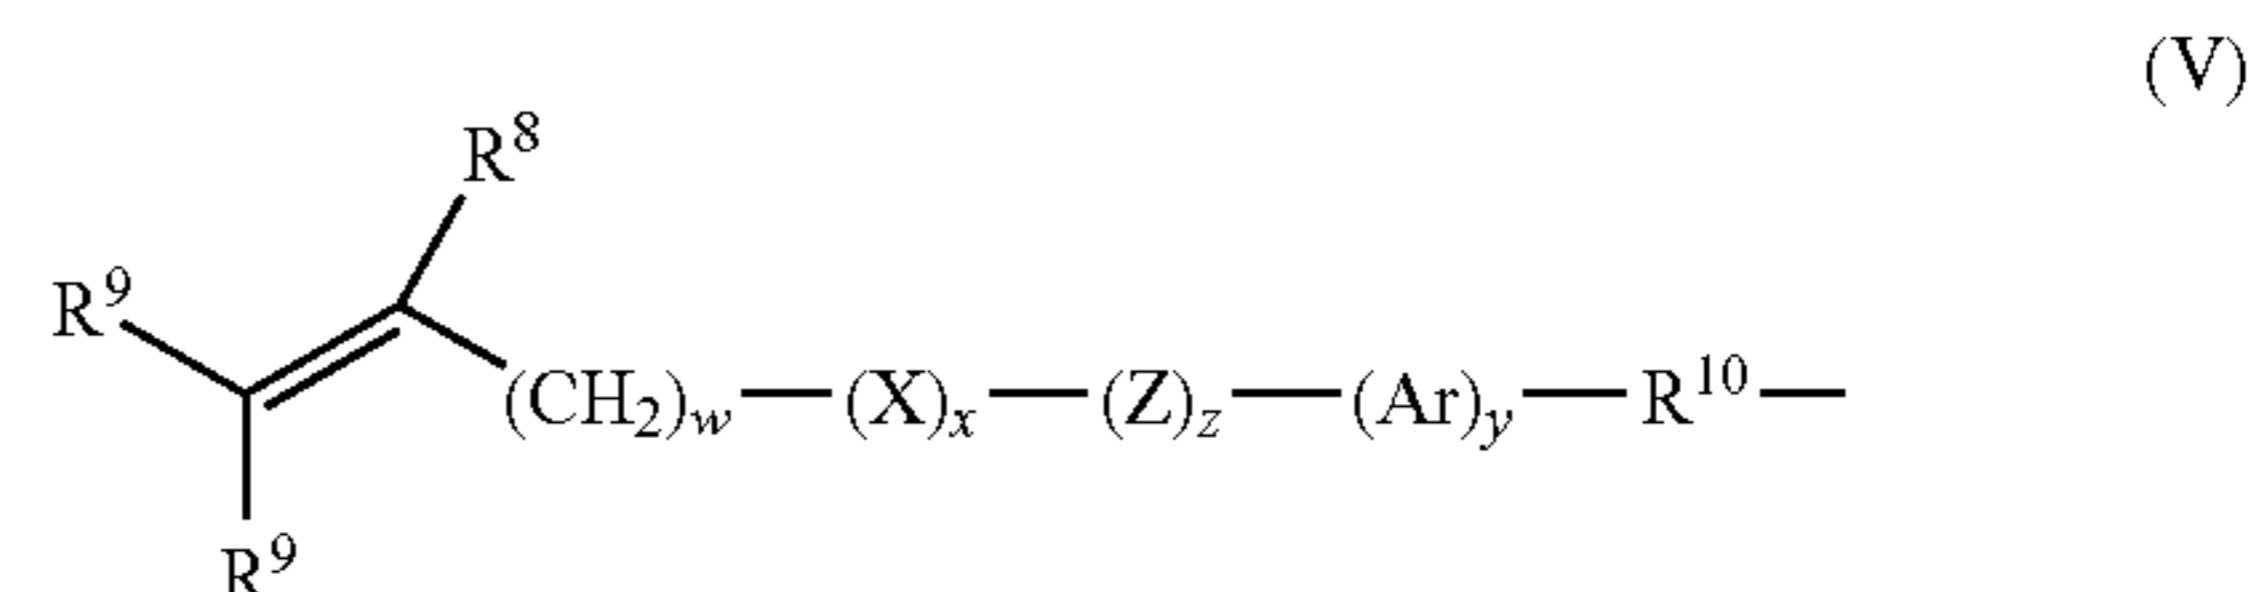 (V)
R⁸
R⁹
(CH₂)w—(X)ₓ—(Z)z—(Ar)y—R¹⁰—
R⁹